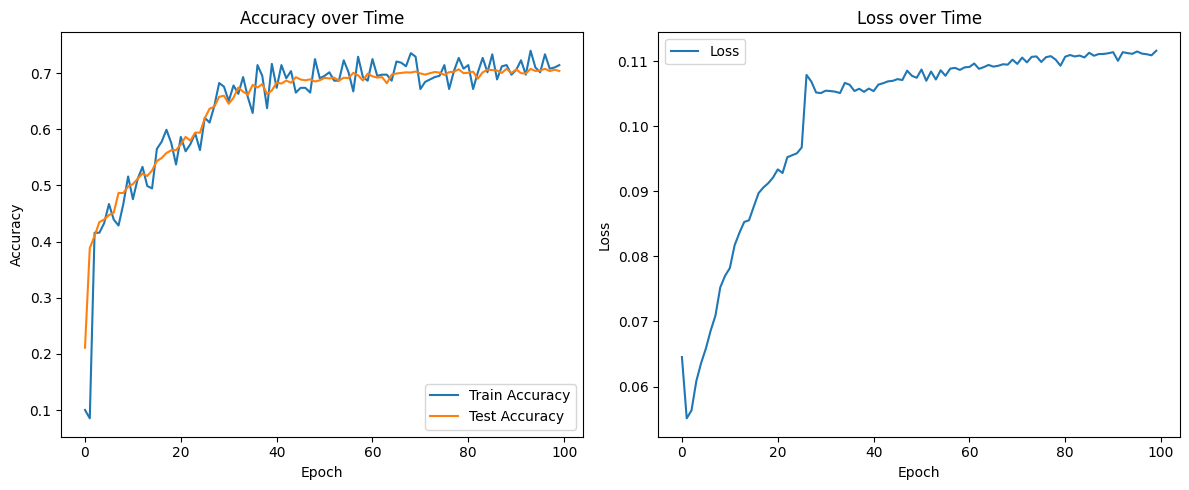 Accuracy over Time
Accuracy
0.7
0.6
0.5
0.4
0.3
0.2
0.1
0
20
40
60
80
100
Epoch
Train Accuracy
Test Accuracy
Loss over Time
Loss
Loss
0.11
0.10
0.09
0.08
0.07
0.06
0
20
40
60
80
100
Epoch